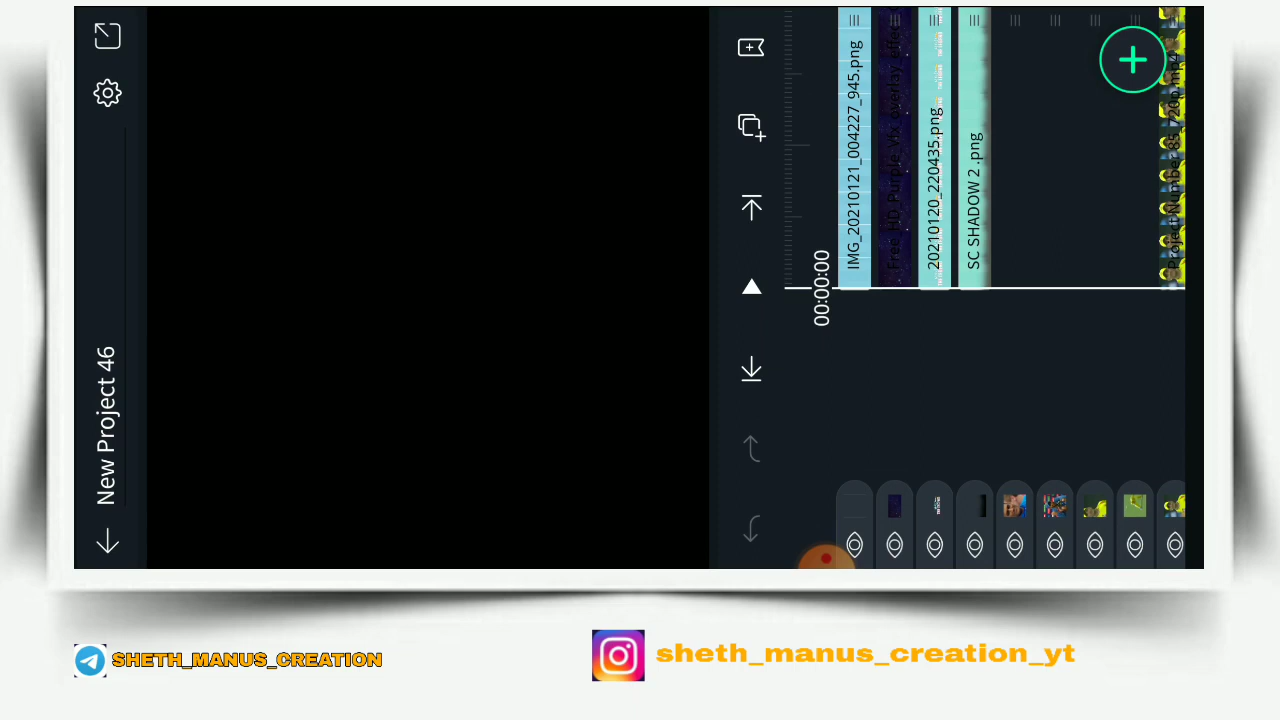 New Project 46
00:00:00
IMG_20210121_004227_945.png
20210120_220435.png
SC SHADOW 2 .png
SHETH_MANUS_CREATION
sheth_manus_creation_yt